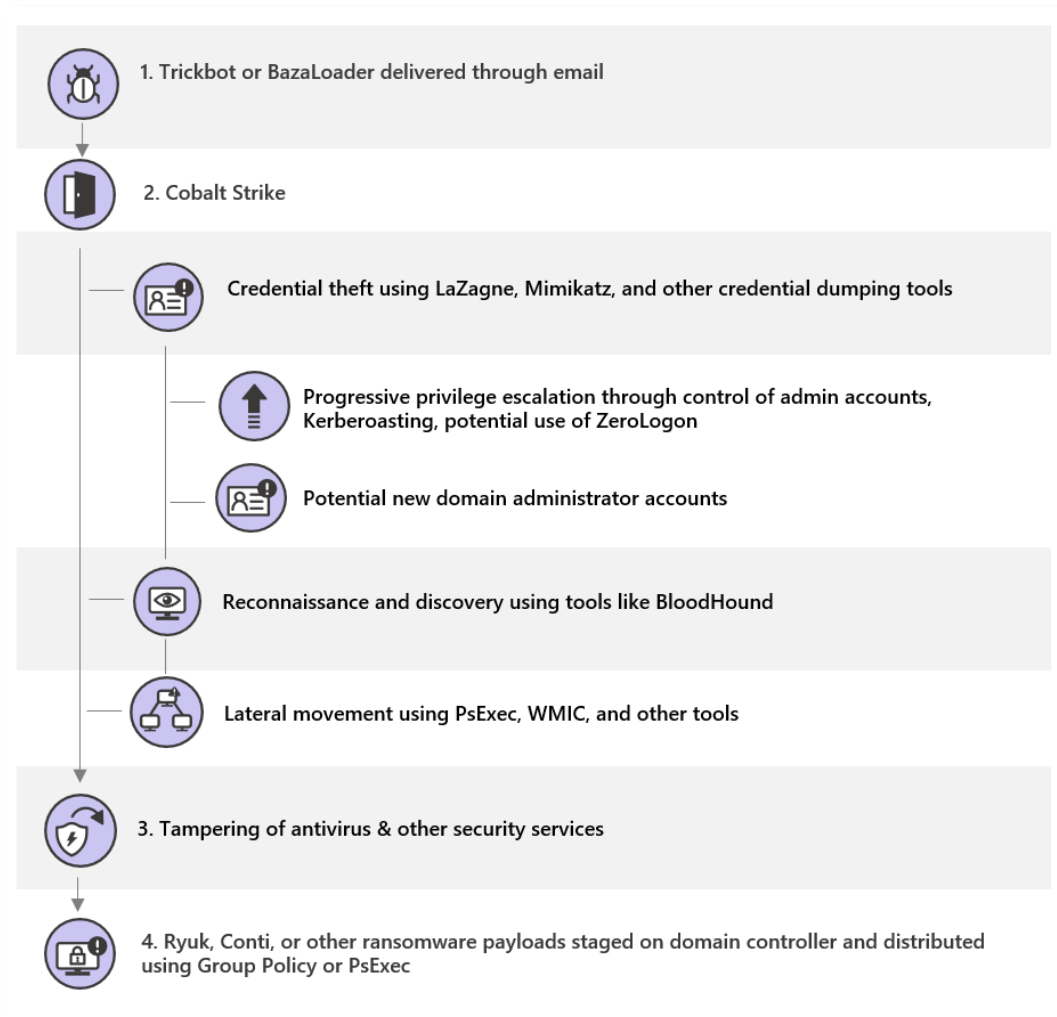 1. Trickbot or BazaLoader delivered through email
2. Cobalt Strike
Credential theft using LaZagne, Mimikatz, and other credential dumping tools
Progressive privilege escalation through control of admin accounts,
Kerberoasting, potential use of ZeroLogon
Potential new domain administrator accounts
Reconnaissance and discovery using tools like BloodHound
Lateral movement using PsExec, WMIC, and other tools
3. Tampering of antivirus & other security services
4. Ryuk, Conti, or other ransomware payloads staged on domain controller and distributed
using Group Policy or PsExec